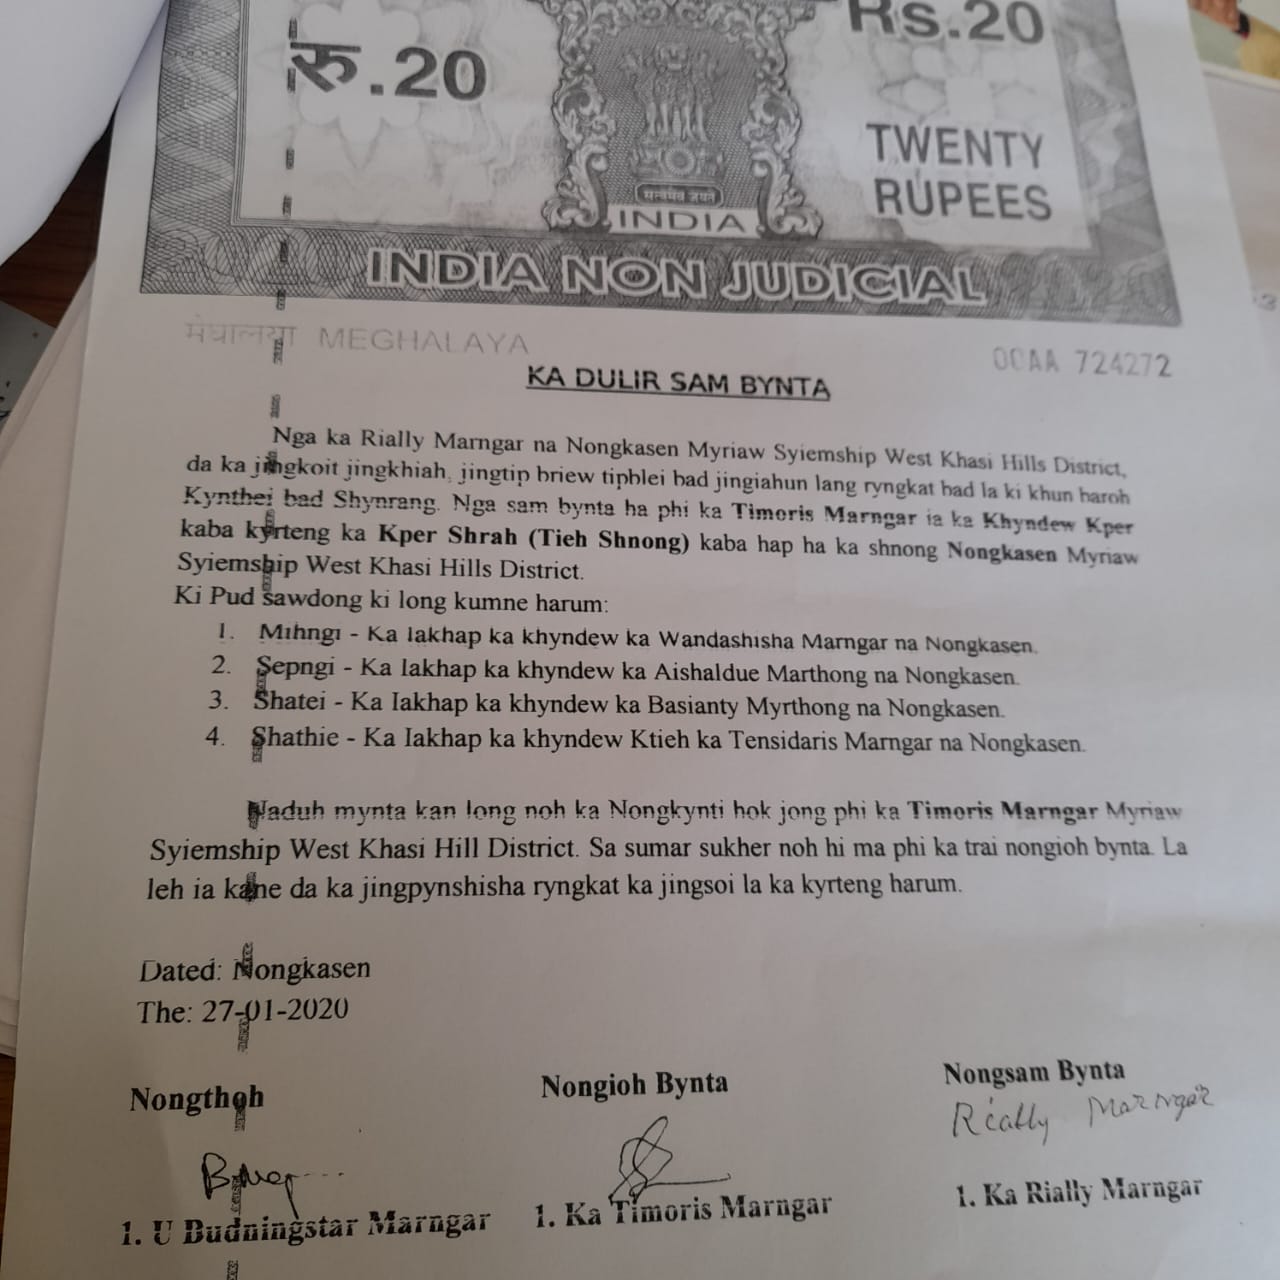 रु.20
Rs.20
TWENTY
RUPEES
सत्यमेव जयते
INDIA
INDIA NON JUDICIAL
मेघालया MEGHALAYA
OCAA 724272
KA DULIR SAM BYNTA
Nga ka Rially Marngar na Nongkasen Myriaw Syiemship West Khasi Hills District,
da ka jingkoit jingkhiah, jingtip briew tipblei bad jingiahun lang ryngkat bad la ki khun baroh
Kynthei bad Shynrang. Nga sam bynta ha phi ka Timoris Marngar ia ka Khyndew Kper
kaba kyrteng ka Kper Shrah (Tieh Shnong) kaba hap ha ka shnong Nongkasen Myriaw
Syiemship West Khasi Hills District.
Ki Pud sawdong ki long kumne harum:
1. Mihngi - Ka Iakhap ka khyndew ka Wandashisha Marngar na Nongkasen.
2. Sepngi - Ka Iakhap ka khyndew ka Aishaldue Marthong na Nongkasen.
3. Shatei - Ka Iakhap ka khyndew ka Basianty Myrthong na Nongkasen.
4. Shathie - Ka Iakhap ka khyndew Ktieh ka Tensidaris Marngar na Nongkasen.
Naduh mynta kan long noh ka Nongkynti hok jong phi ka Timoris Marngar Myriaw
Syiemship West Khasi Hill District. Sa sumar sukher noh hi ma phi ka trai nongioh bynta. La
leh ia kane da ka jingpynshisha ryngkat ka jingsoi la ka kyrteng harum.
Dated: Nongkasen
The: 27-01-2020
Nongthoh
Nongioh Bynta
Nongsam Bynta
Rially Marngar
1. U Budningstar Marngar
1. Ka Timoris Marngar
1. Ka Rially Marngar